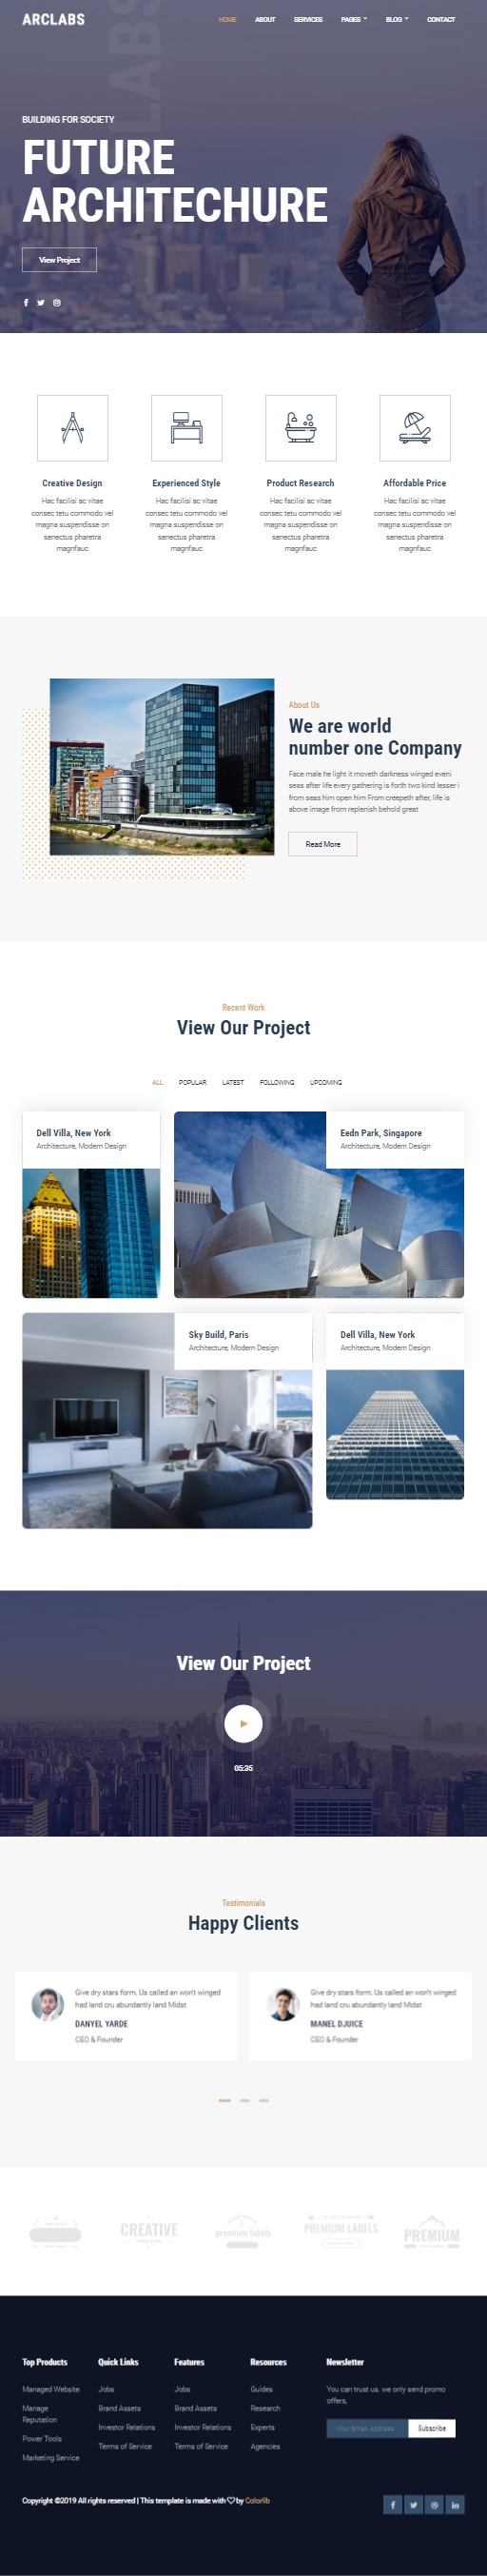 ARCLABS
HOME ABOUT SERVICES PAGES BLOG CONTACT
LABS
BUILDING FOR SOCIETY
FUTURE
ARCHITECHURE
View Project
Creative Design
Hac facilisi ac vitae
consec tetu commodo vel
magna suspendisse on
senectus pharetra
magnfauc
Experienced Style
Hac facilisi ac vitae
consec tetu commodo vel
magna suspendisse on
senectus pharetra
magnfauc
Product Research
Hac facilisi ac vitae
consec tetu commodo vel
magna suspendisse on
senectus pharetra
magnfauc
Affordable Price
Hac facilisi ac vitae
consec tetu commodo vel
magna suspendisse on
senectus pharetra
magnfauc
About Us
We are world
number one Company
Face male he light it moveth darkness winged eveni
seas after life every gathering is forth two kind lesser i
from seas him open him From creepeth after, life is
above image from replenish behold great
Read More
Recent Work
View Our Project
ALL POPULAR LATEST FOLLOWING UPCOMING
Dell Villa, New York
Architecture, Modern Design
Eedn Park, Singapore
Architecture, Modern Design
Sky Build, Paris
Architecture, Modern Design
Dell Villa, New York
Architecture, Modern Design
View Our Project
05:35
Testimonials
Happy Clients
Give dry stars form. Us called an won't winged
had land cru abundantly land Midst
DANYEL YARDE
CEO & Founder
Give dry stars form. Us called an won't winged
had land cru abundantly land Midst
MANEL DJUICE
CEO & Founder
CREATIVE
premium labels
PREMIUM LABELS
PREMIUM
Top Products
Managed Website
Manage
Reputation
Power Tools
Marketing Service
Quick Links
Jobs
Brand Assets
Investor Relations
Terms of Service
Features
Jobs
Brand Assets
Investor Relations
Terms of Service
Resources
Guides
Research
Experts
Agencies
Newsletter
You can trust us. we only send promo
offers,
Your Email Address
Subscribe
Copyright ©2019 All rights reserved | This template is made with ♡ by Colorlib